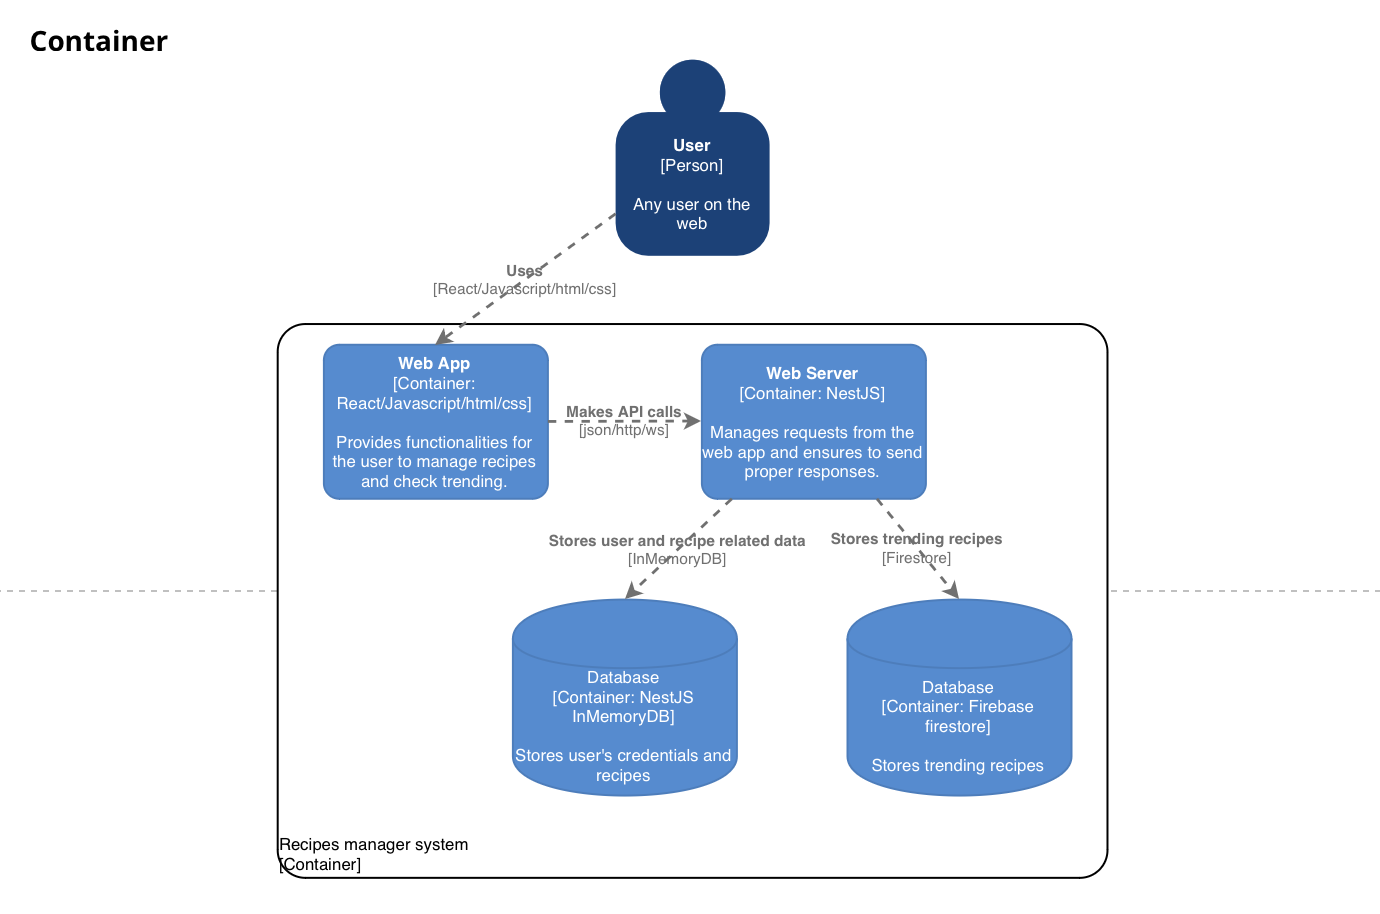 Container
User
[Person]
Any user on the
web
Uses
[React/Javascript/html/css]
Web App
[Container:
React/Javascript/html/css]
Provides functionalities for
the user to manage recipes
and check trending.
Makes API calls
[json/http/ws]
Web Server
[Container: NestJS]
Manages requests from the
web app and ensures to send
proper responses.
Stores user and recipe related data
[InMemoryDB]
Stores trending recipes
[Firestore]
Database
[Container: NestJS
InMemoryDB]
Stores user's credentials and
recipes
Database
[Container: Firebase
firestore]
Stores trending recipes
Recipes manager system
[Container]